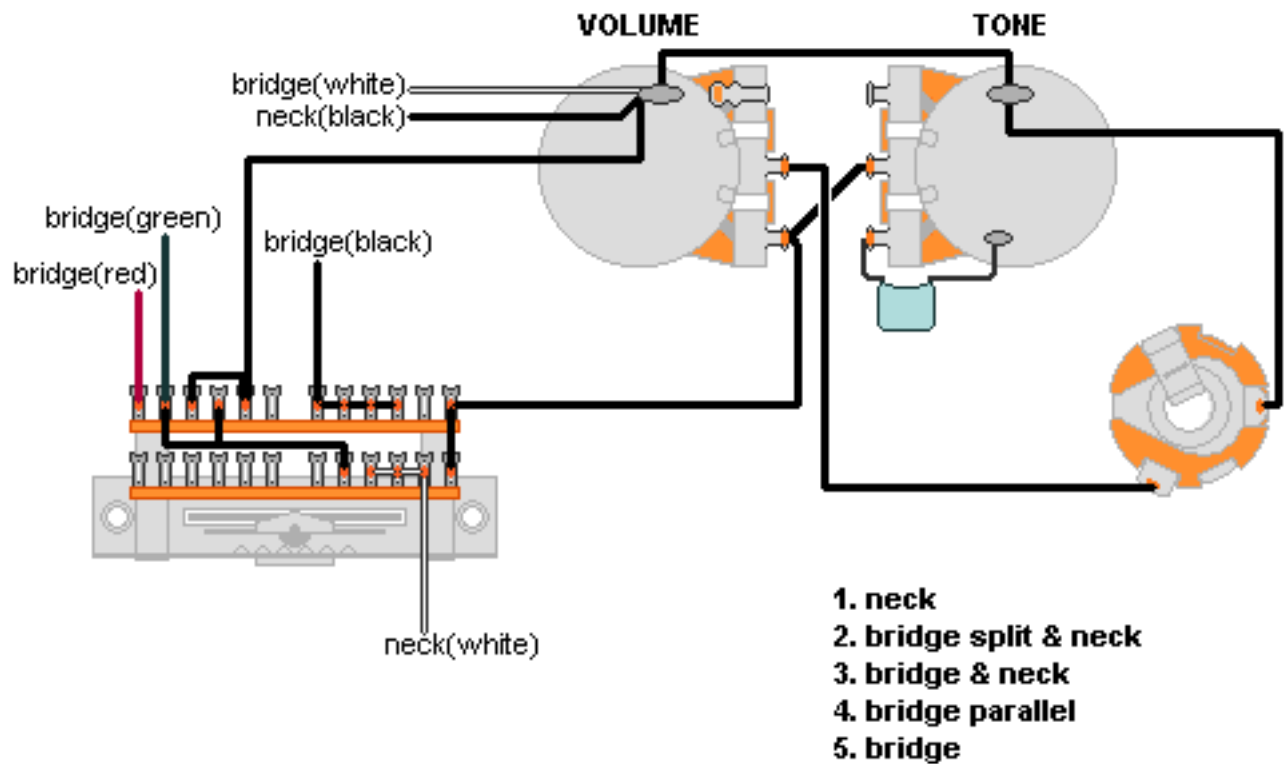 VOLUME
TONE
bridge(white)
neck(black)
bridge(green)
bridge(black)
bridge(red)
neck(white)
1. neck
2. bridge split & neck
3. bridge & neck
4. bridge parallel
5. bridge